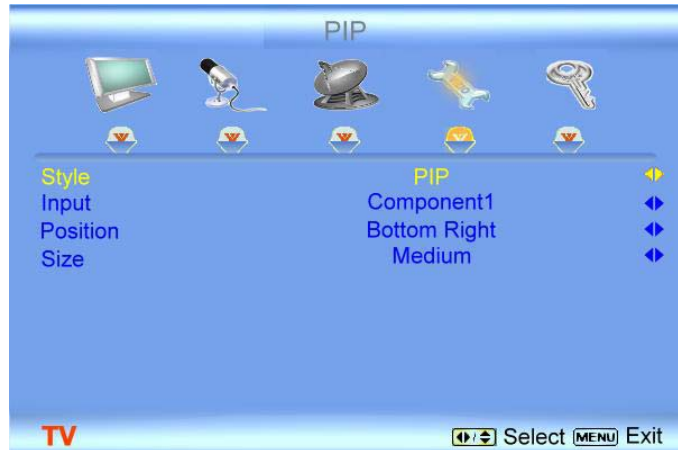 PIP
Style PIP
Input Component1
Position Bottom Right
Size Medium
TV Select MENU Exit